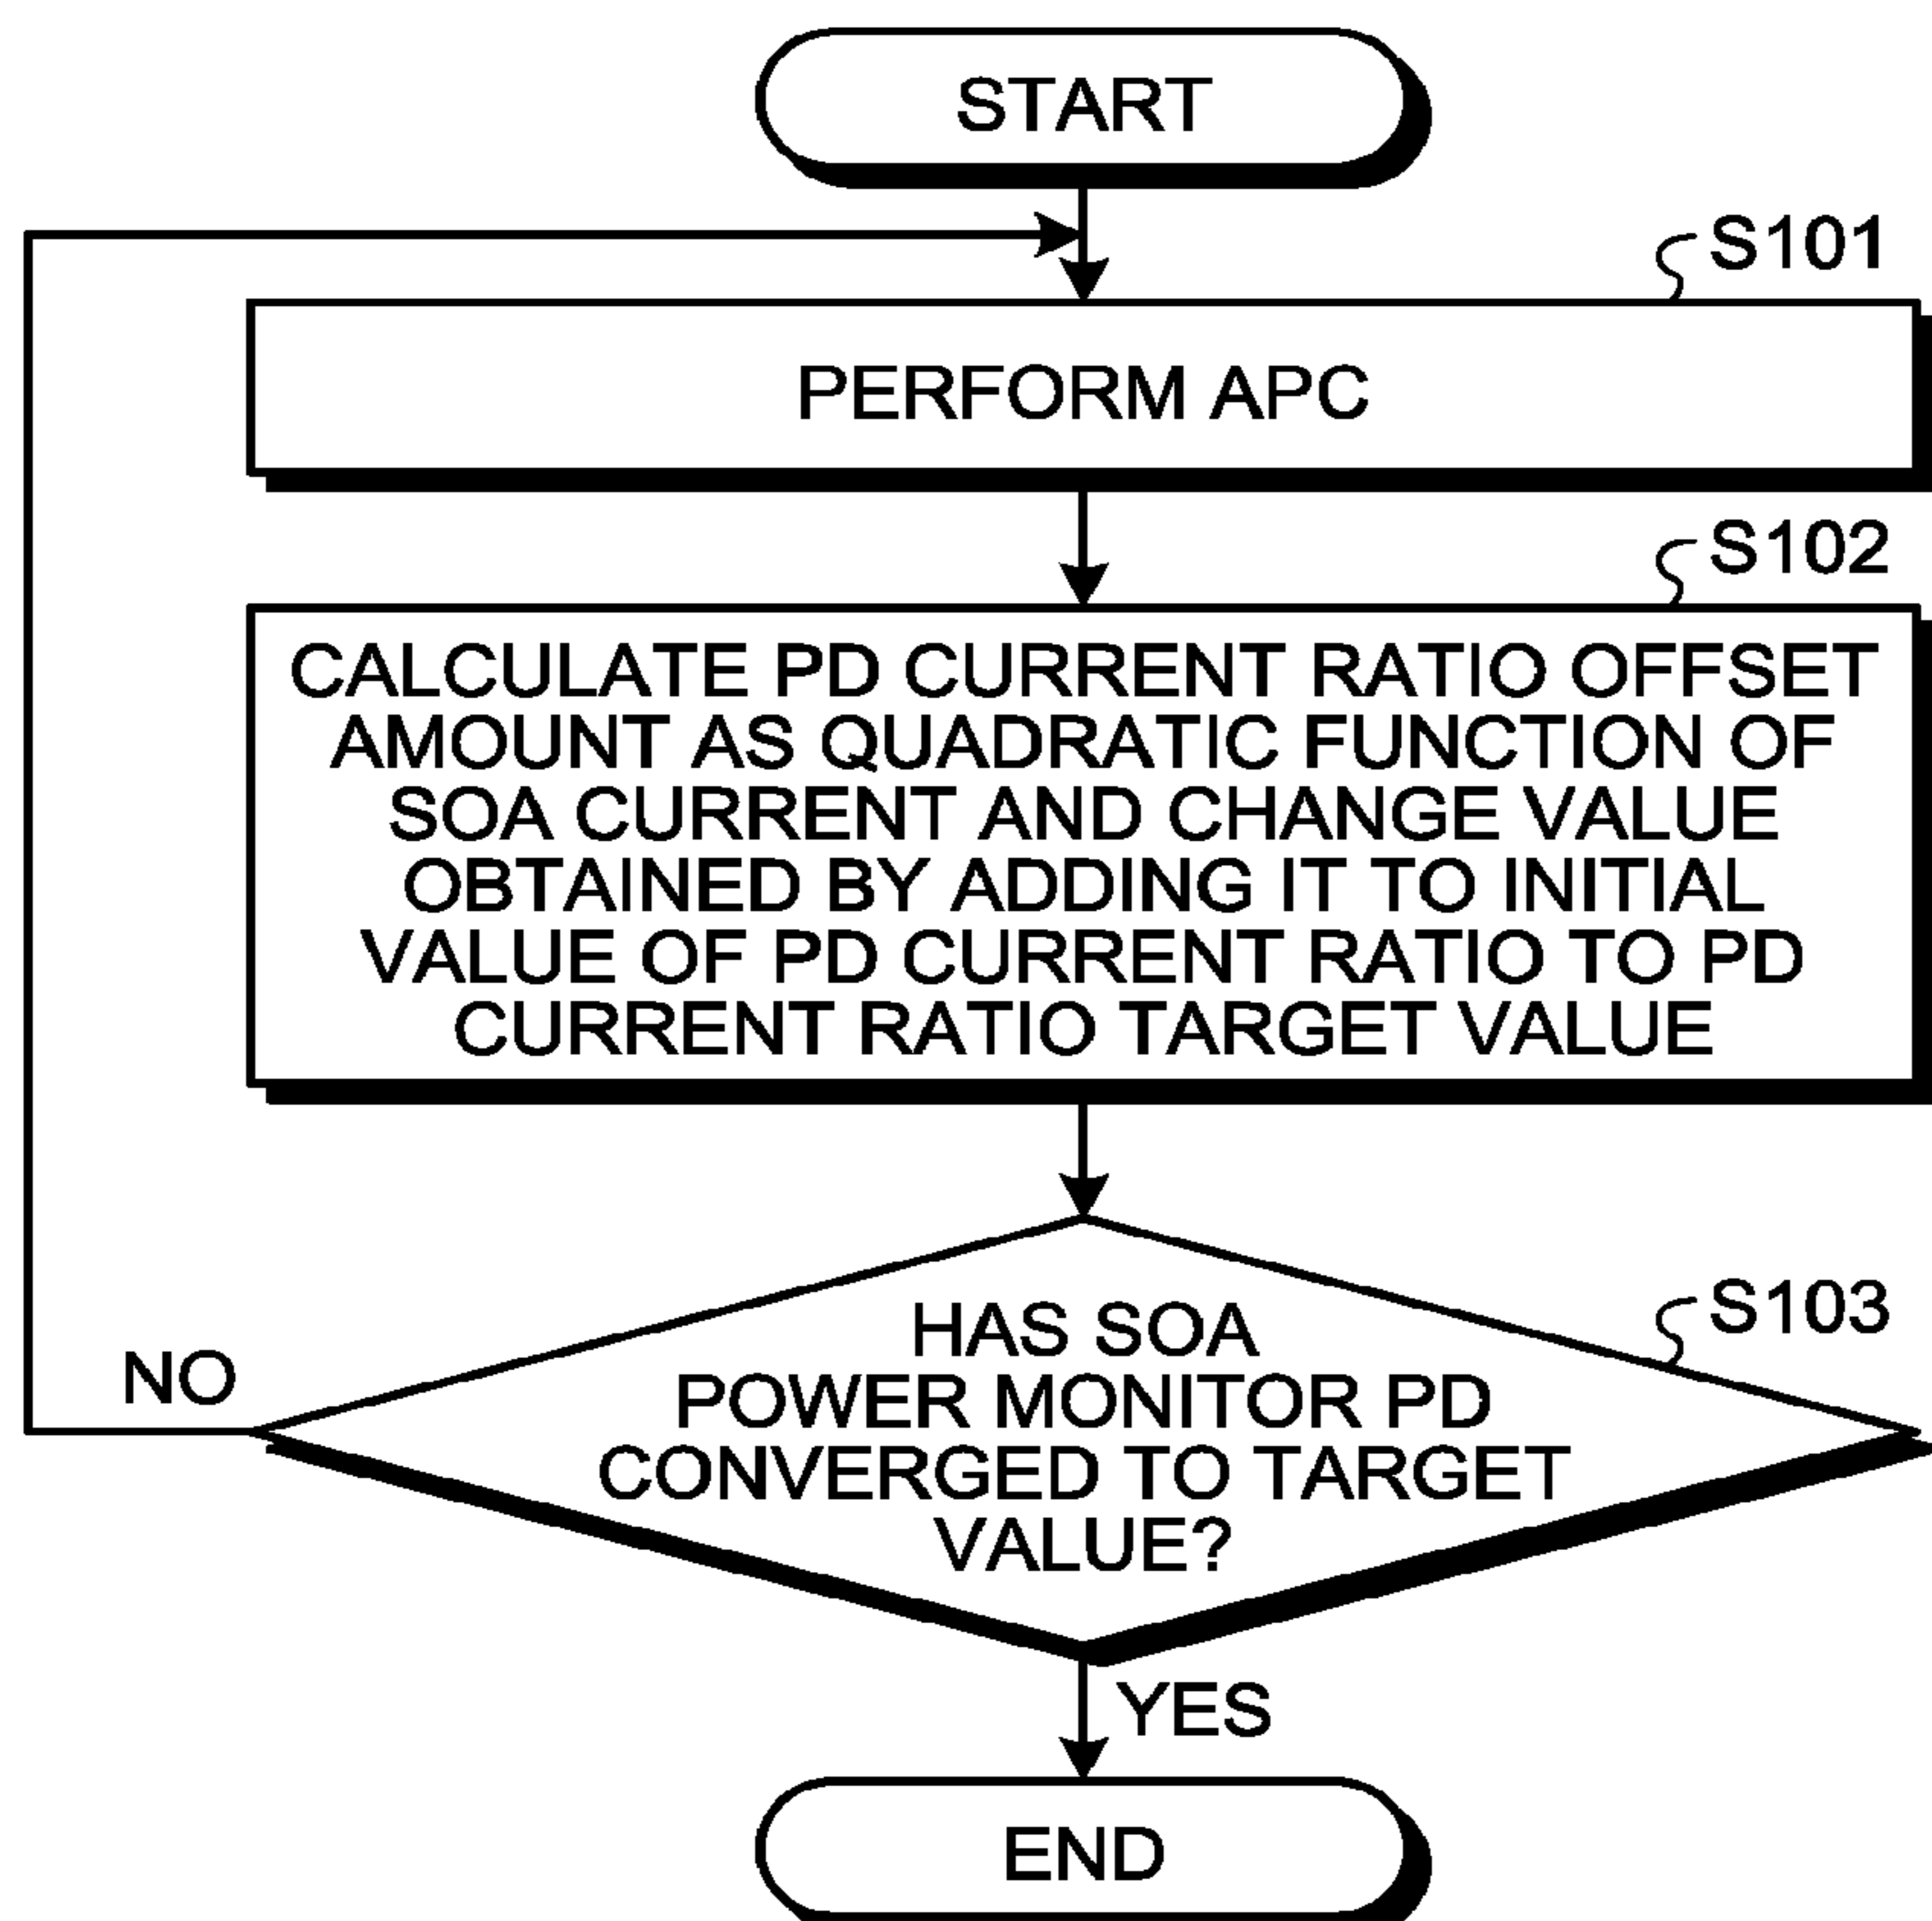 START
S101
PERFORM APC
S102
CALCULATE PD CURRENT RATIO OFFSET
AMOUNT AS QUADRATIC FUNCTION OF
SOA CURRENT AND CHANGE VALUE
OBTAINED BY ADDING IT TO INITIAL
VALUE OF PD CURRENT RATIO TO PD
CURRENT RATIO TARGET VALUE
S103
HAS SOA
POWER MONITOR PD
CONVERGED TO TARGET
VALUE?
NO
YES
END